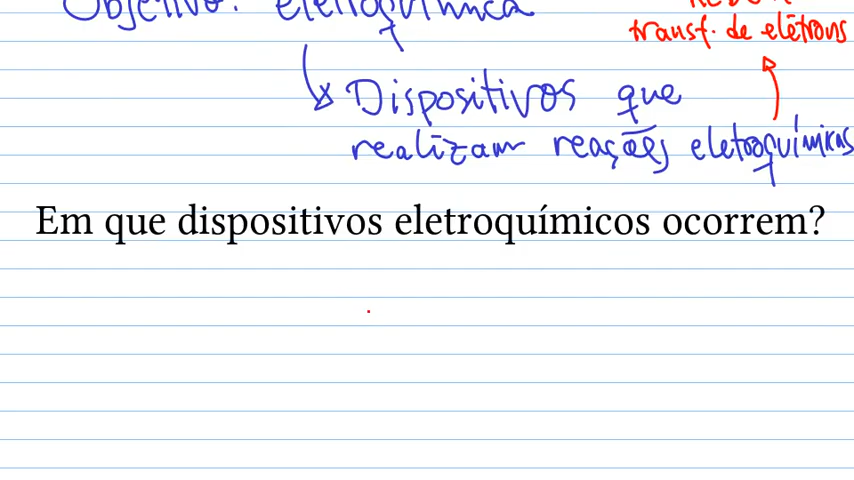 Objetivo: eletroquímica
transf. de elétrons
Dispositivos que
realizam reações eletroquímicas
Em que dispositivos eletroquímicos ocorrem?